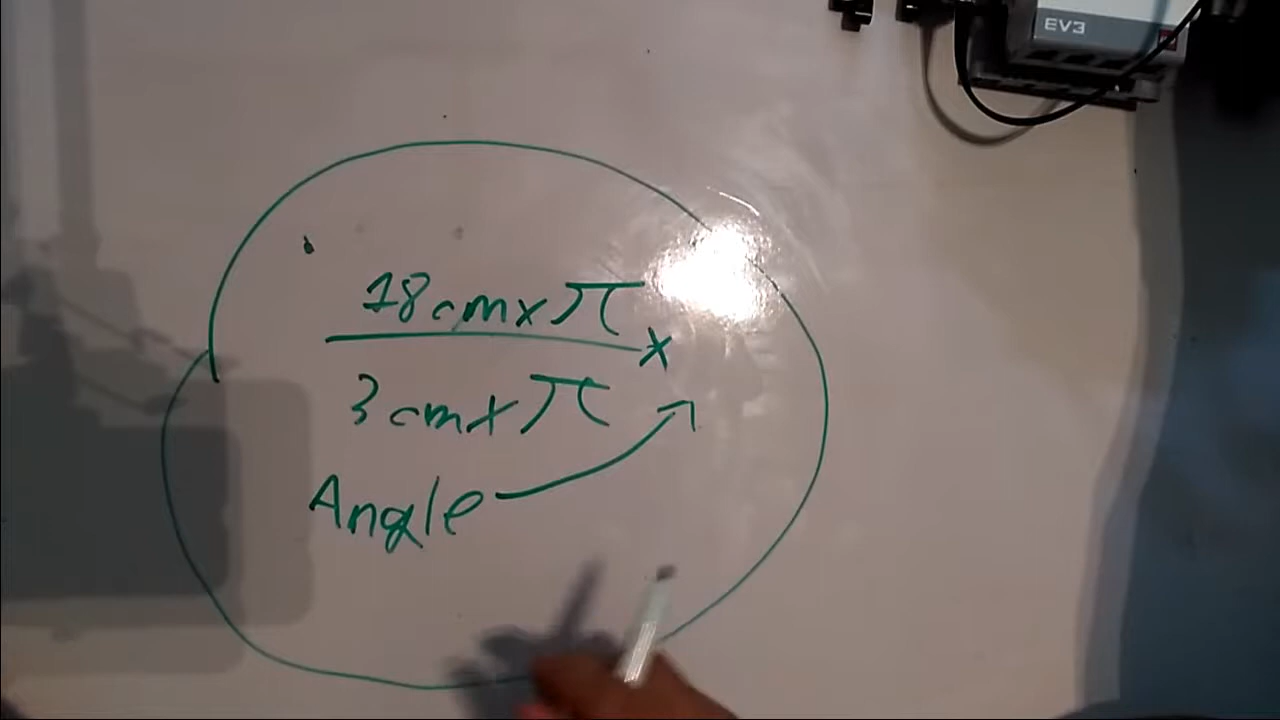 EV3
18cm x π
x
3cm x π
Angle